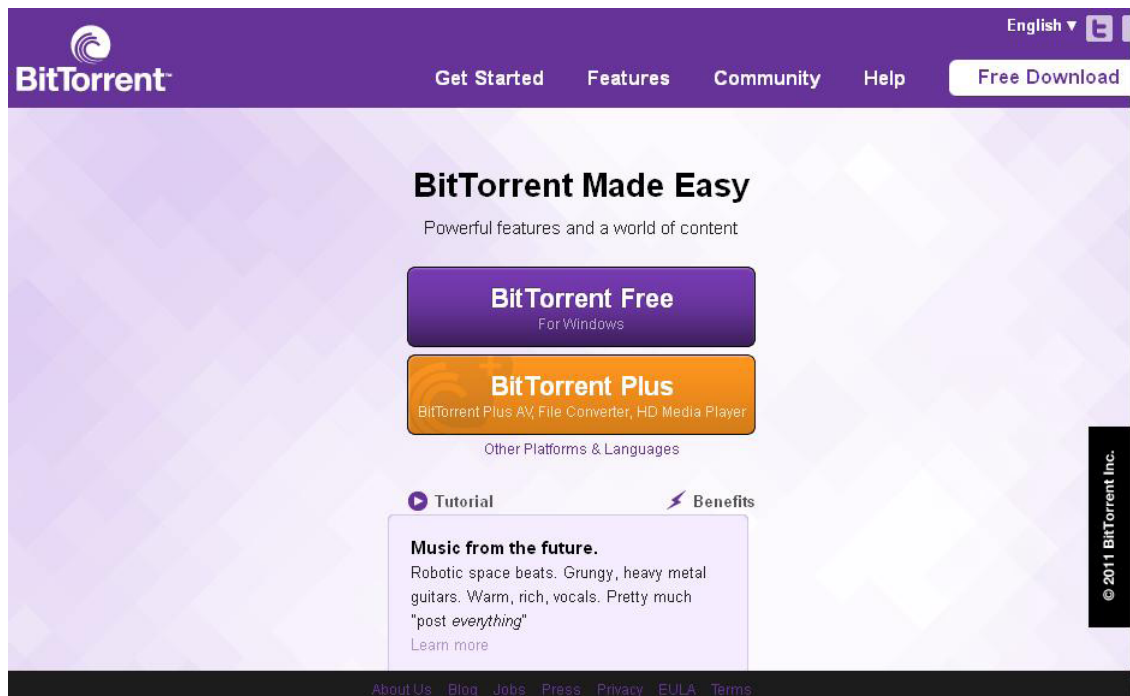 English ▾
BitTorrent™
Get Started Features Community Help Free Download
BitTorrent Made Easy
Powerful features and a world of content
BitTorrent Free
For Windows
BitTorrent Plus
BitTorrent Plus AV, File Converter, HD Media Player
Other Platforms & Languages
Tutorial Benefits
Music from the future.
Robotic space beats. Grungy, heavy metal
guitars. Warm, rich, vocals. Pretty much
"post everything"
Learn more
© 2011 BitTorrent Inc.
About Us Blog Jobs Press Privacy EULA Terms